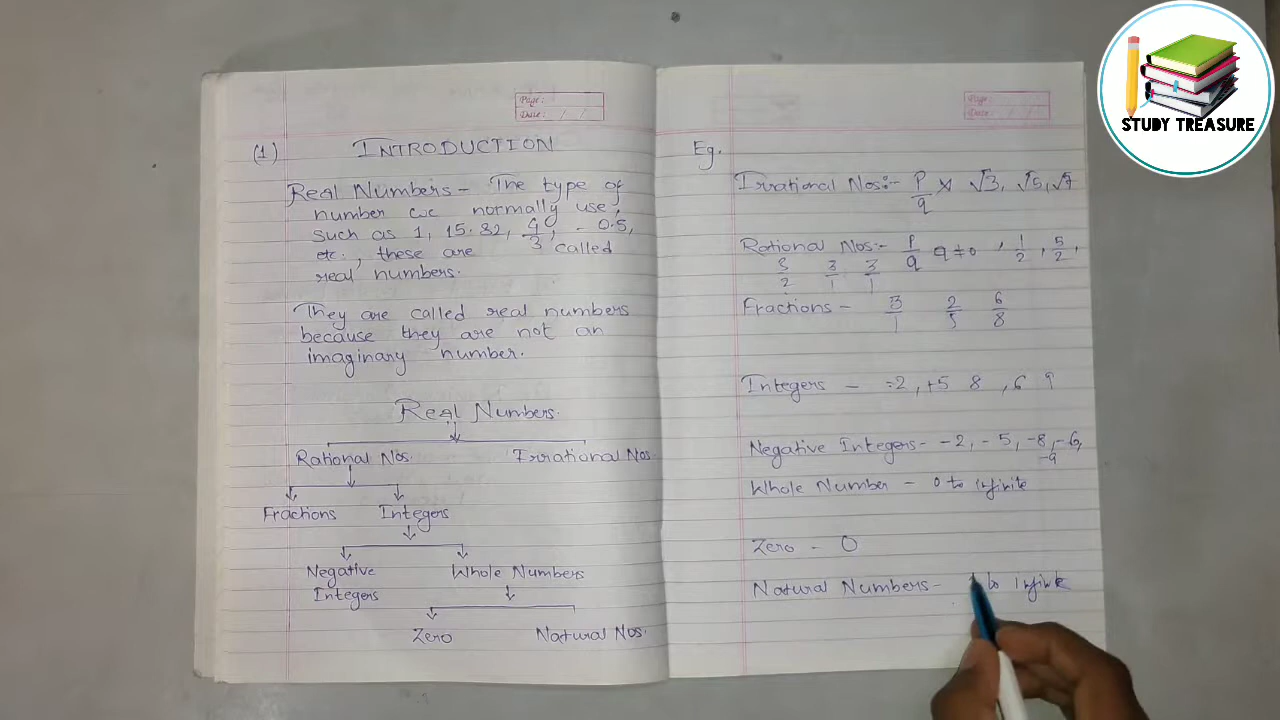 STUDY TREASURE
Page:
Date: / /
(1) INTRODUCTION
Real Numbers - The type of
number we normally use,
such as 1, 15.82, 4/3, -0.5,
etc., these are called
real numbers.
They are called real numbers
because they are not an
imaginary number.
Real Numbers.
Rational Nos. Irrational Nos.
Fractions Integers
Negative Whole Numbers
Integers
Zero Natural Nos.
Page:
Date: / /
Eg.
Irrational Nos:- p/q × √3, √5, √7
Rational Nos:- p/q q≠0, 1/2, 5/2,
3/2 3/1 3/1
Fractions - 3/1 2/5 6/8
Integers - -2, +5 8, 6 9
Negative Integers - -2, -5, -8, -6,
-9
Whole Number - 0 to infinite
Zero - 0
Natural Numbers - 1 to infinite